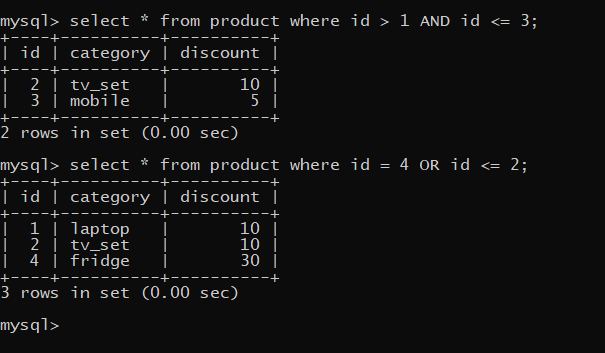 mysql> select * from product where id > 1 AND id <= 3;
+----+----------+----------+
| id | category | discount |
+----+----------+----------+
|  2 | tv_set   |       10 |
|  3 | mobile   |        5 |
+----+----------+----------+
2 rows in set (0.00 sec)

mysql> select * from product where id = 4 OR id <= 2;
+----+----------+----------+
| id | category | discount |
+----+----------+----------+
|  1 | laptop   |       10 |
|  2 | tv_set   |       10 |
|  4 | fridge   |       30 |
+----+----------+----------+
3 rows in set (0.00 sec)

mysql>